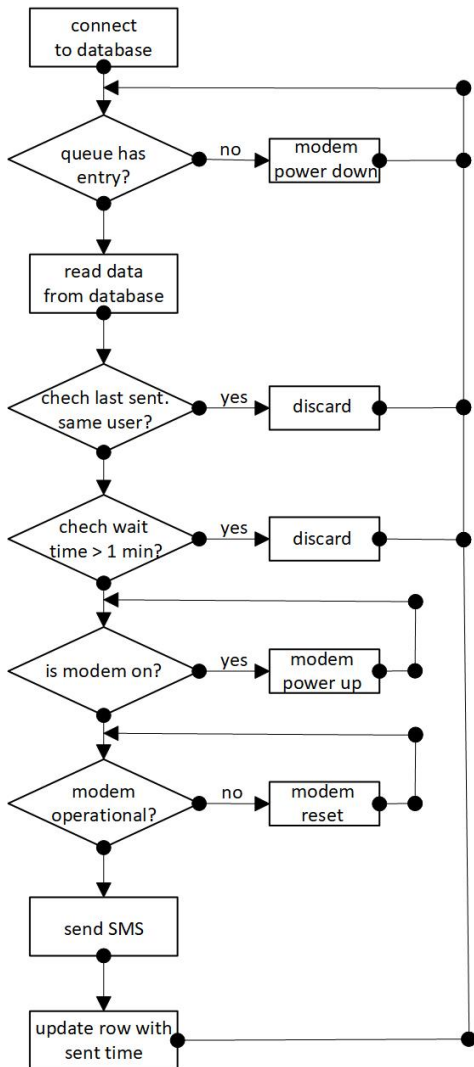 connect
to database
queue has
entry?
no
modem
power down
read data
from database
chech last sent.
same user?
yes
discard
chech wait
time > 1 min?
yes
discard
is modem on?
yes
modem
power up
modem
operational?
no
modem
reset
send SMS
update row with
sent time